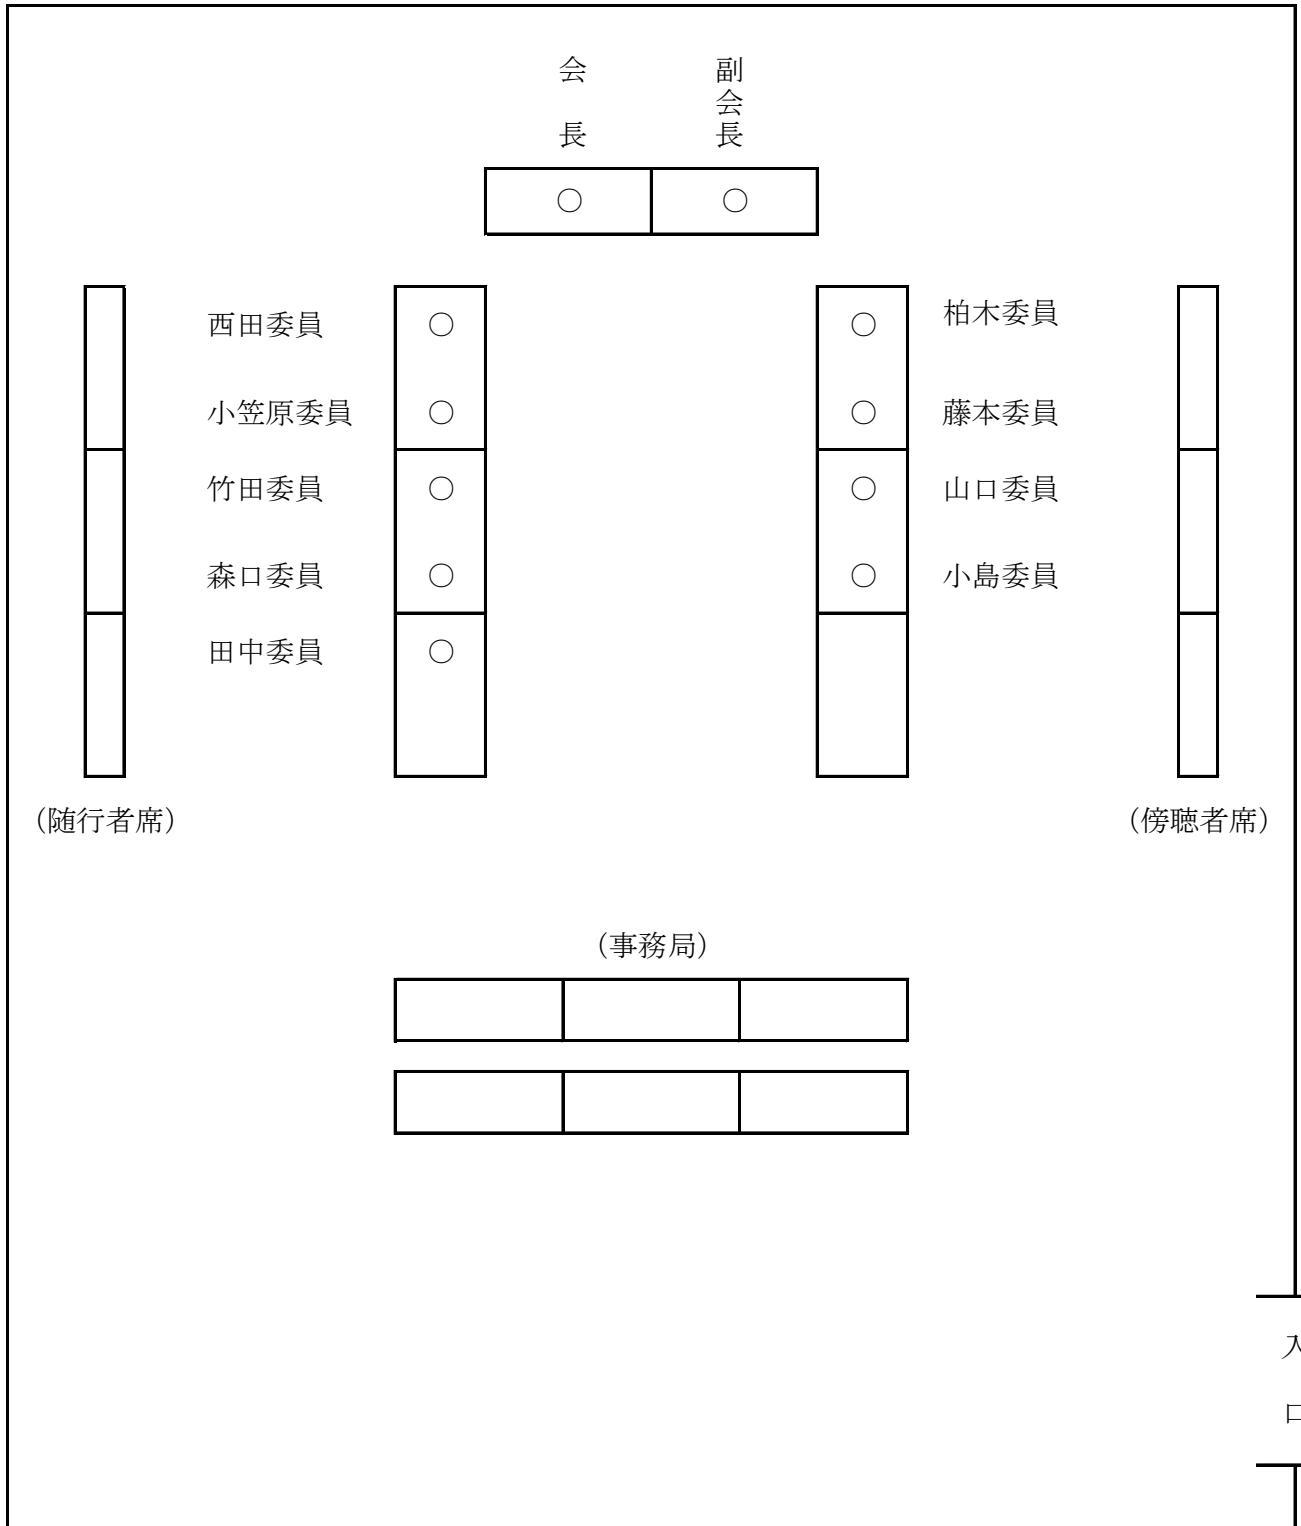 会長
副会長
○ ○
西田委員 ○ ○ 柏木委員
小笠原委員 ○ ○ 藤本委員
竹田委員 ○ ○ 山口委員
森口委員 ○ ○ 小島委員
田中委員 ○
（随行者席）
（傍聴者席）
（事務局）
入口